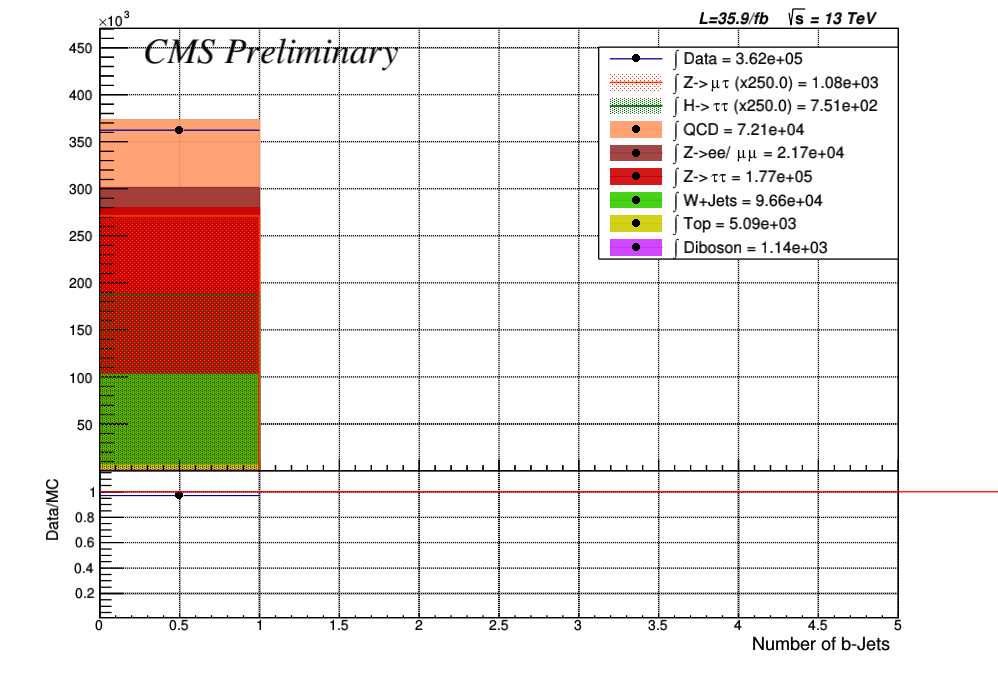 L=35.9/fb √s = 13 TeV
×10³
CMS Preliminary
∫ Data = 3.62e+05
∫ Z->μτ (x250.0) = 1.08e+03
∫ H->ττ (x250.0) = 7.51e+02
∫ QCD = 7.21e+04
∫ Z->ee/ μμ = 2.17e+04
∫ Z->ττ = 1.77e+05
∫ W+Jets = 9.66e+04
∫ Top = 5.09e+03
∫ Diboson = 1.14e+03
450
400
350
300
250
200
150
100
50
Data/MC
1
0.8
0.6
0.4
0.2
0 0.5 1 1.5 2 2.5 3 3.5 4 4.5 5
Number of b-Jets